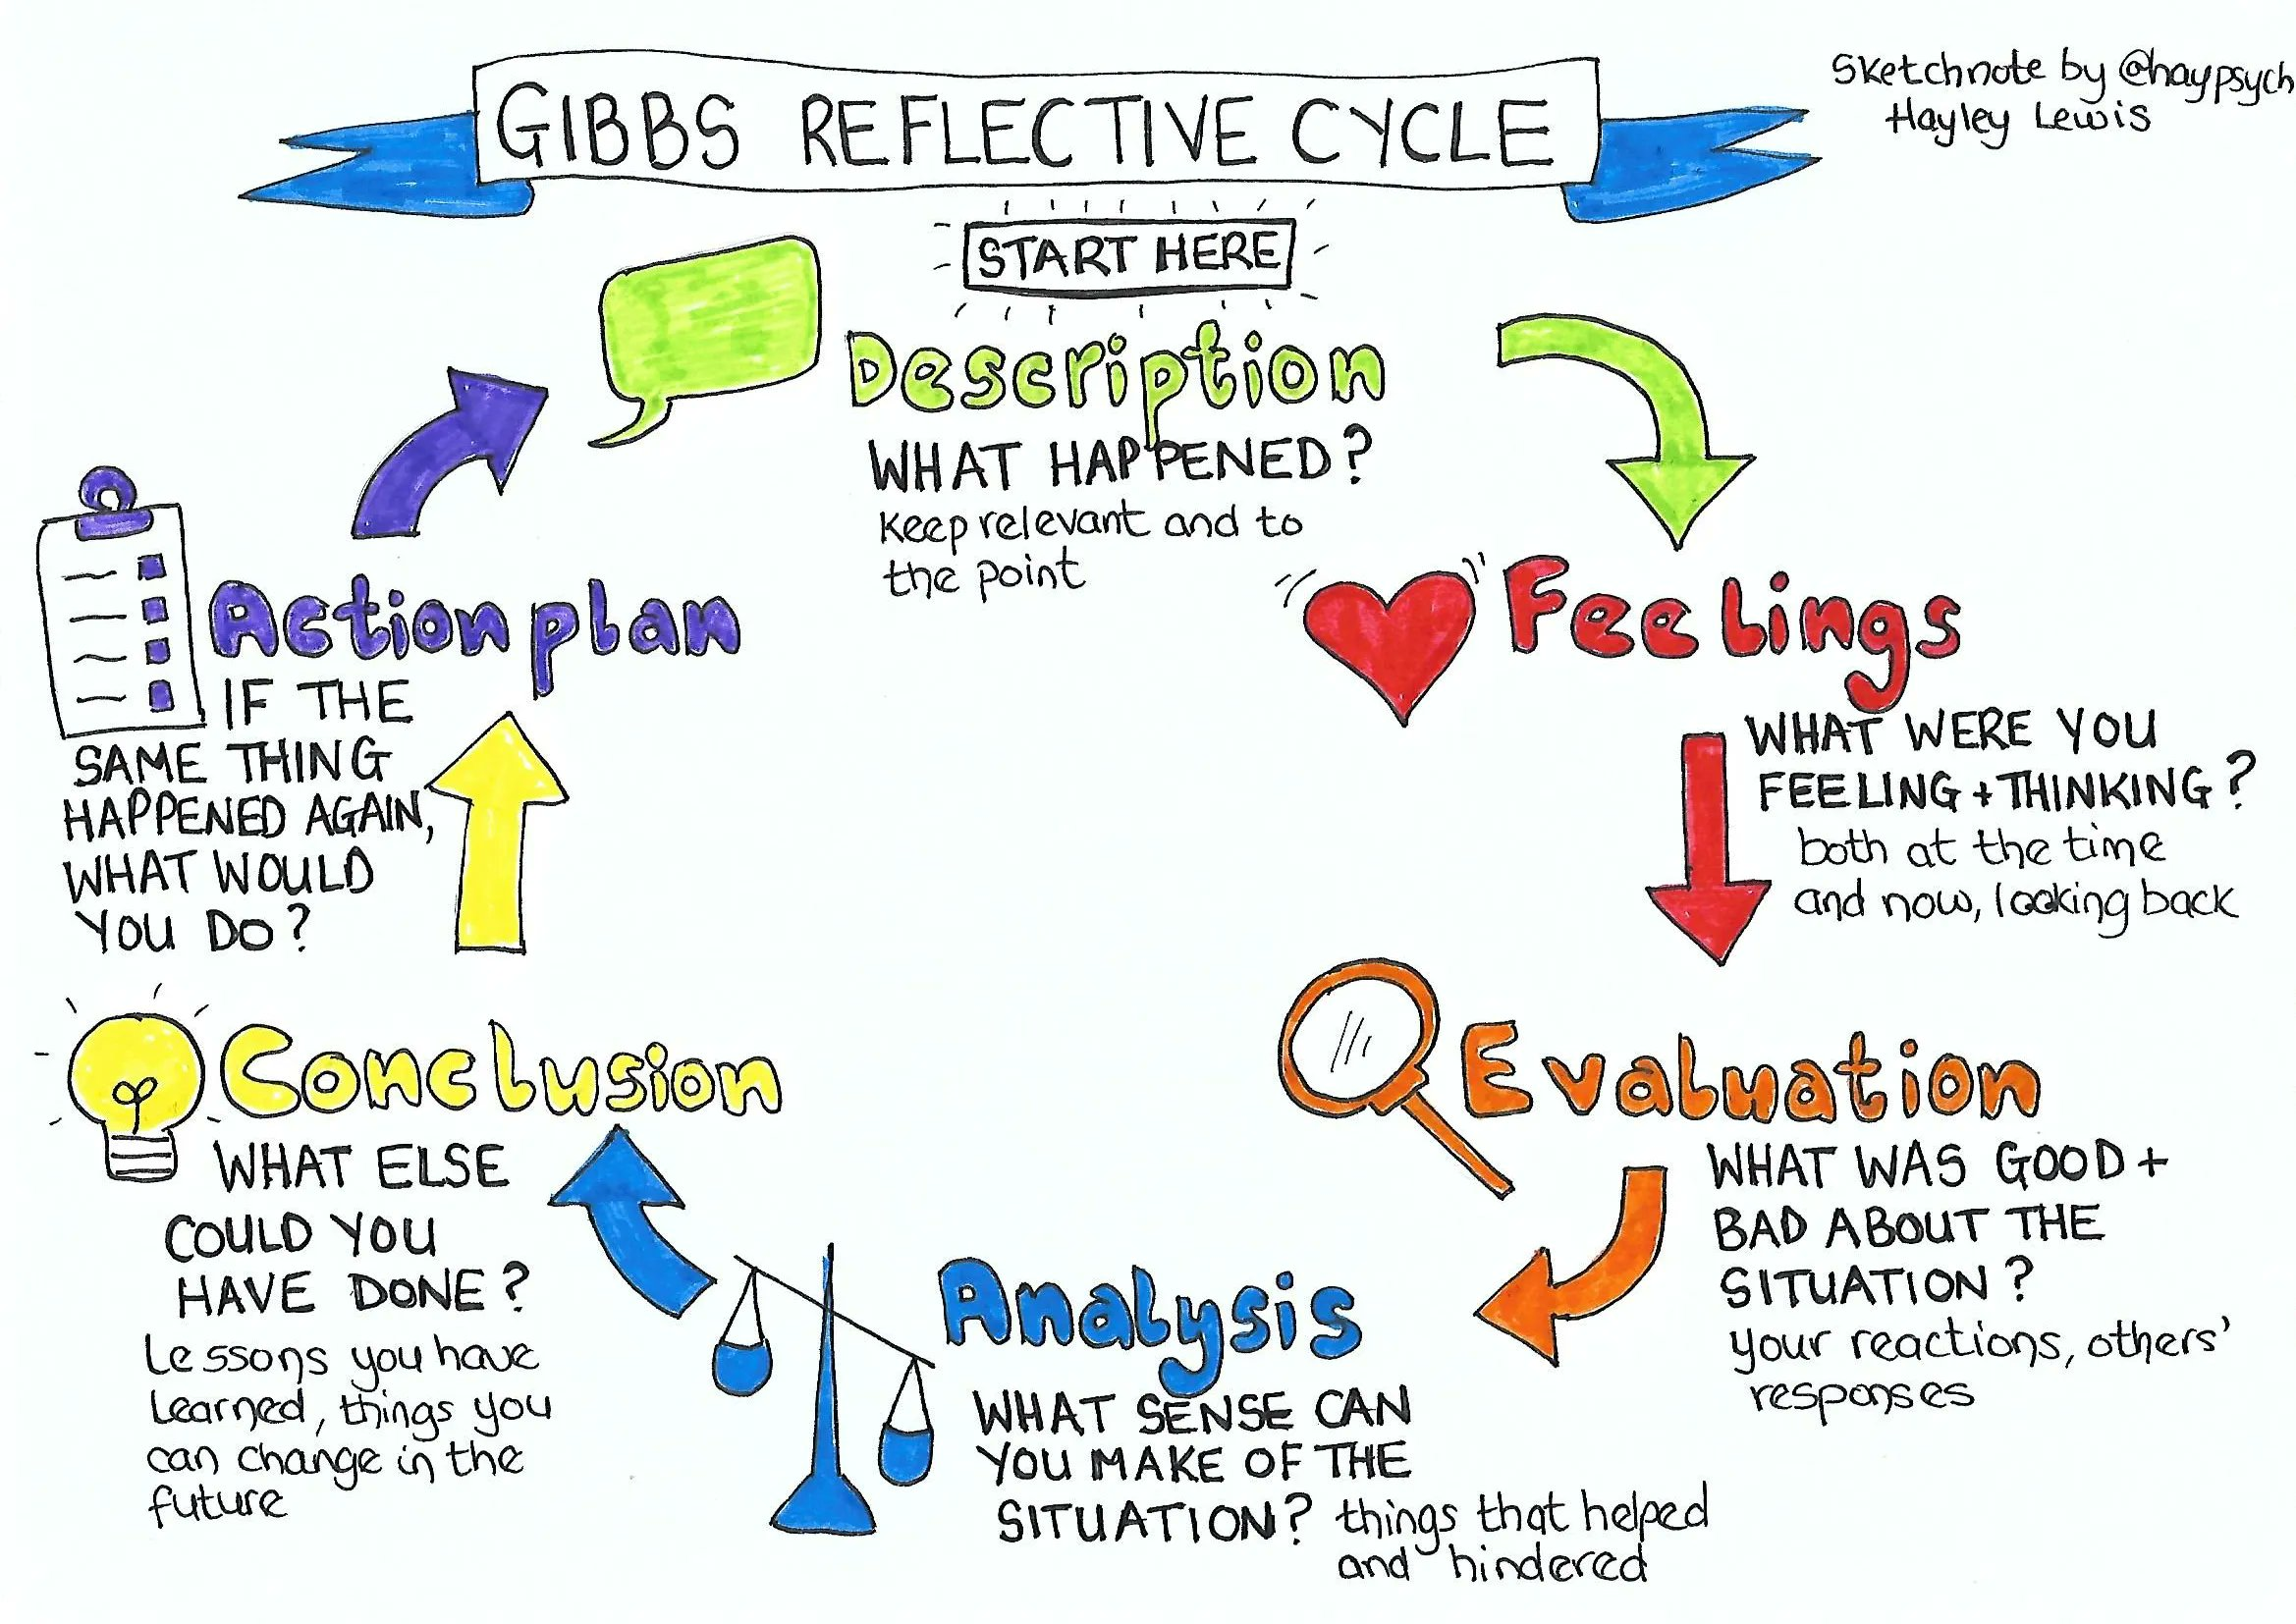 GIBBS REFLECTIVE CYCLE
Sketchnote by @haypsych
Hayley Lewis
START HERE
Description
WHAT HAPPENED?
keep relevant and to
the point
Feelings
WHAT WERE YOU
FEELING + THINKING?
both at the time
and now, looking back
Evaluation
WHAT WAS GOOD +
BAD ABOUT THE
SITUATION?
your reactions, others'
responses
Analysis
WHAT SENSE CAN
YOU MAKE OF THE
SITUATION? things that helped
and hindered
Conclusion
WHAT ELSE
COULD YOU
HAVE DONE?
Lessons you have
learned, things you
can change in the
future
Action plan
IF THE
SAME THING
HAPPENED AGAIN,
WHAT WOULD
YOU DO?